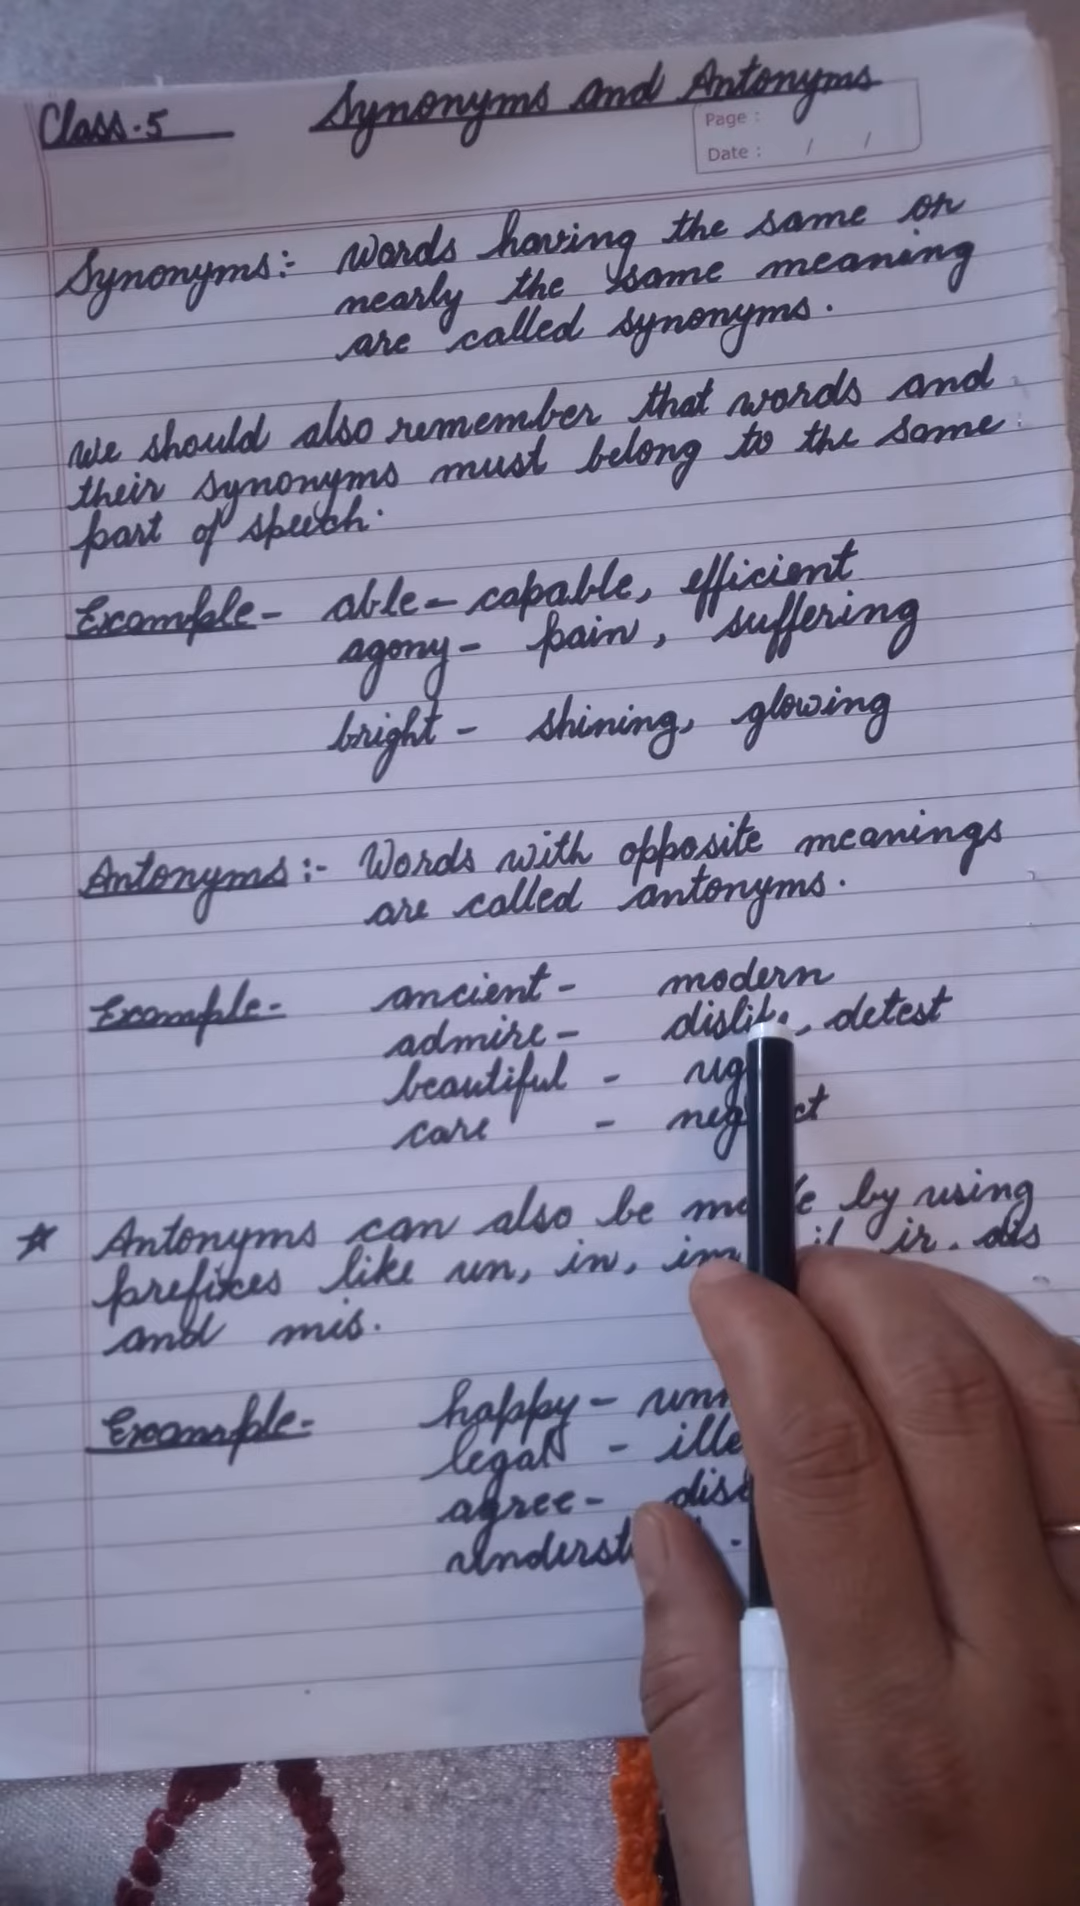 Class-5 Synonyms and Antonyms
Page :
Date : / /
Synonyms:- Words having the same or
nearly the same meaning
are called synonyms.
We should also remember that words and
their synonyms must belong to the same
part of speech.
Example- able- capable, efficient
agony- pain, suffering
bright- shining, glowing
Antonyms:- Words with opposite meanings
are called antonyms.
Example- ancient- modern
admire- dislike, detest
beautiful -
care - neglect
☆ Antonyms can also be made by using
prefixes like un, in, im ir. dis
and mis.
Example- happy-
legal -
agree-